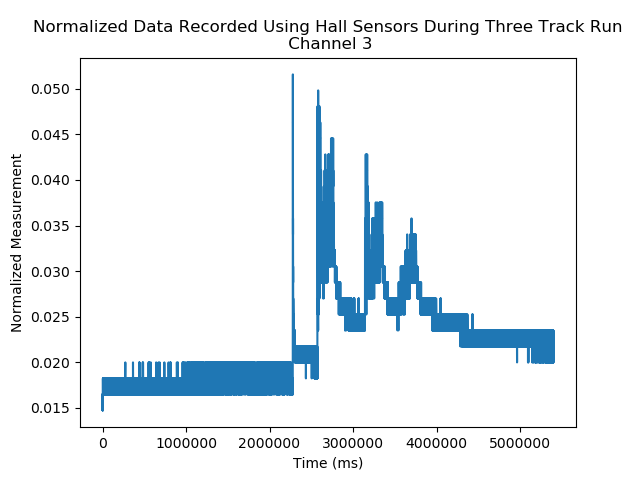 Normalized Data Recorded Using Hall Sensors During Three Track Run
Channel 3
0.050
0.045
0.040
0.035
0.030
0.025
0.020
0.015
Normalized Measurement
0 1000000 2000000 3000000 4000000 5000000
Time (ms)